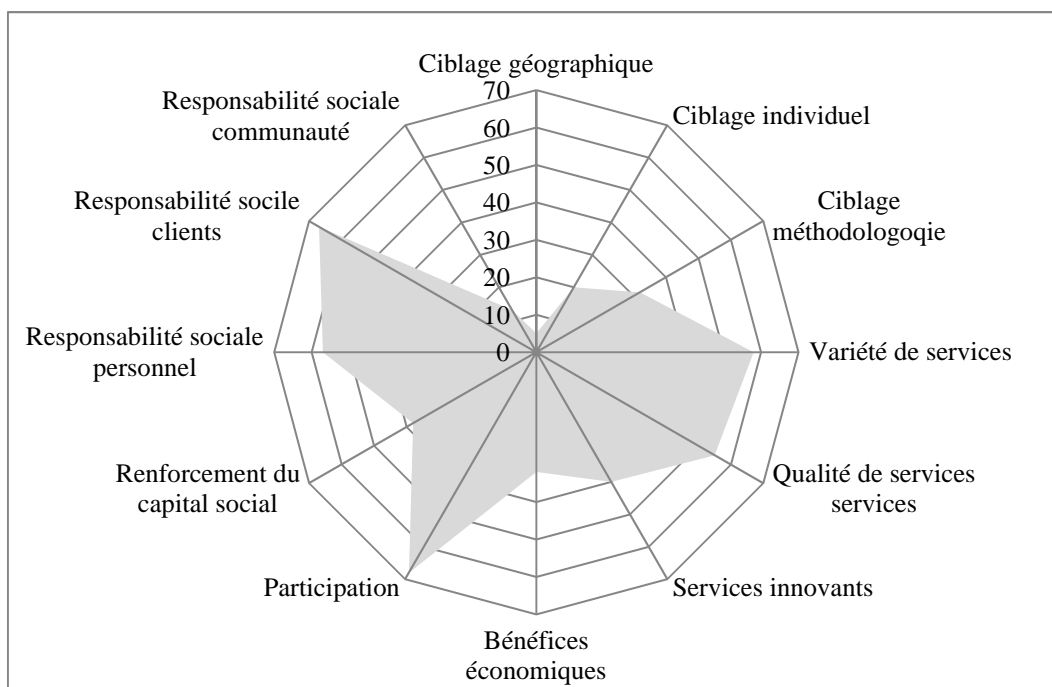 Ciblage géographique
Ciblage individuel
Ciblage
méthodologoqie
Variété de services
Qualité de services
services
Services innovants
Bénéfices
économiques
Participation
Renforcement du
capital social
Responsabilité sociale
personnel
Responsabilité socile
clients
Responsabilité sociale
communauté
70
60
50
40
30
20
10
0